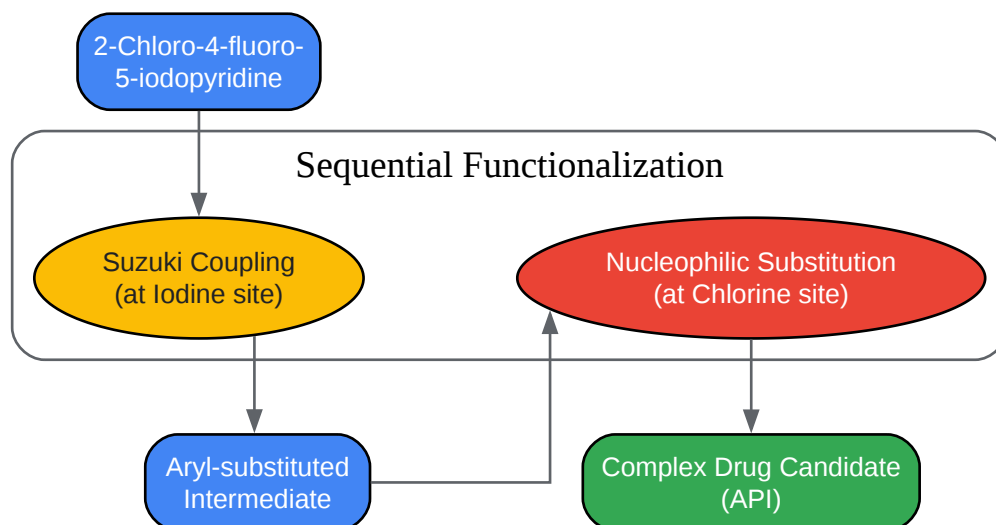 2-Chloro-4-fluoro-
5-iodopyridine
Sequential Functionalization
Suzuki Coupling
(at Iodine site)
Nucleophilic Substitution
(at Chlorine site)
Aryl-substituted
Intermediate
Complex Drug Candidate
(API)